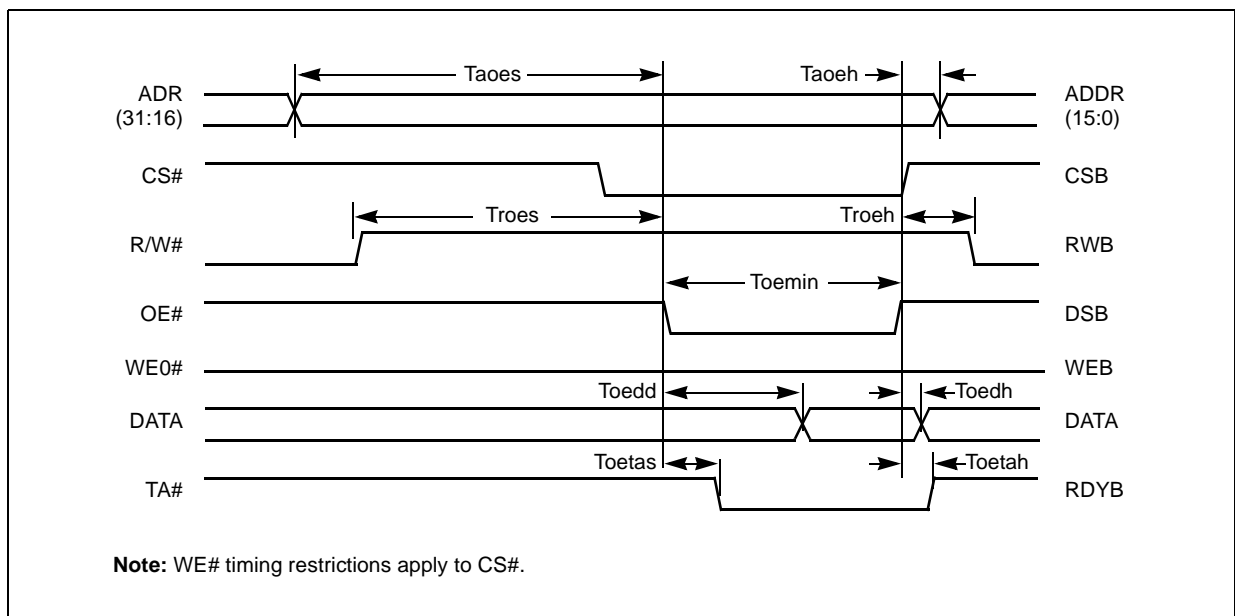 Taoes
Taoeh
ADR
(31:16)
ADDR
(15:0)
CS#
CSB
Troes
Troeh
R/W#
RWB
Toemin
OE#
DSB
WE0#
WEB
Toedd
Toedh
DATA
DATA
Toetas
Toetah
TA#
RDYB
Note: WE# timing restrictions apply to CS#.